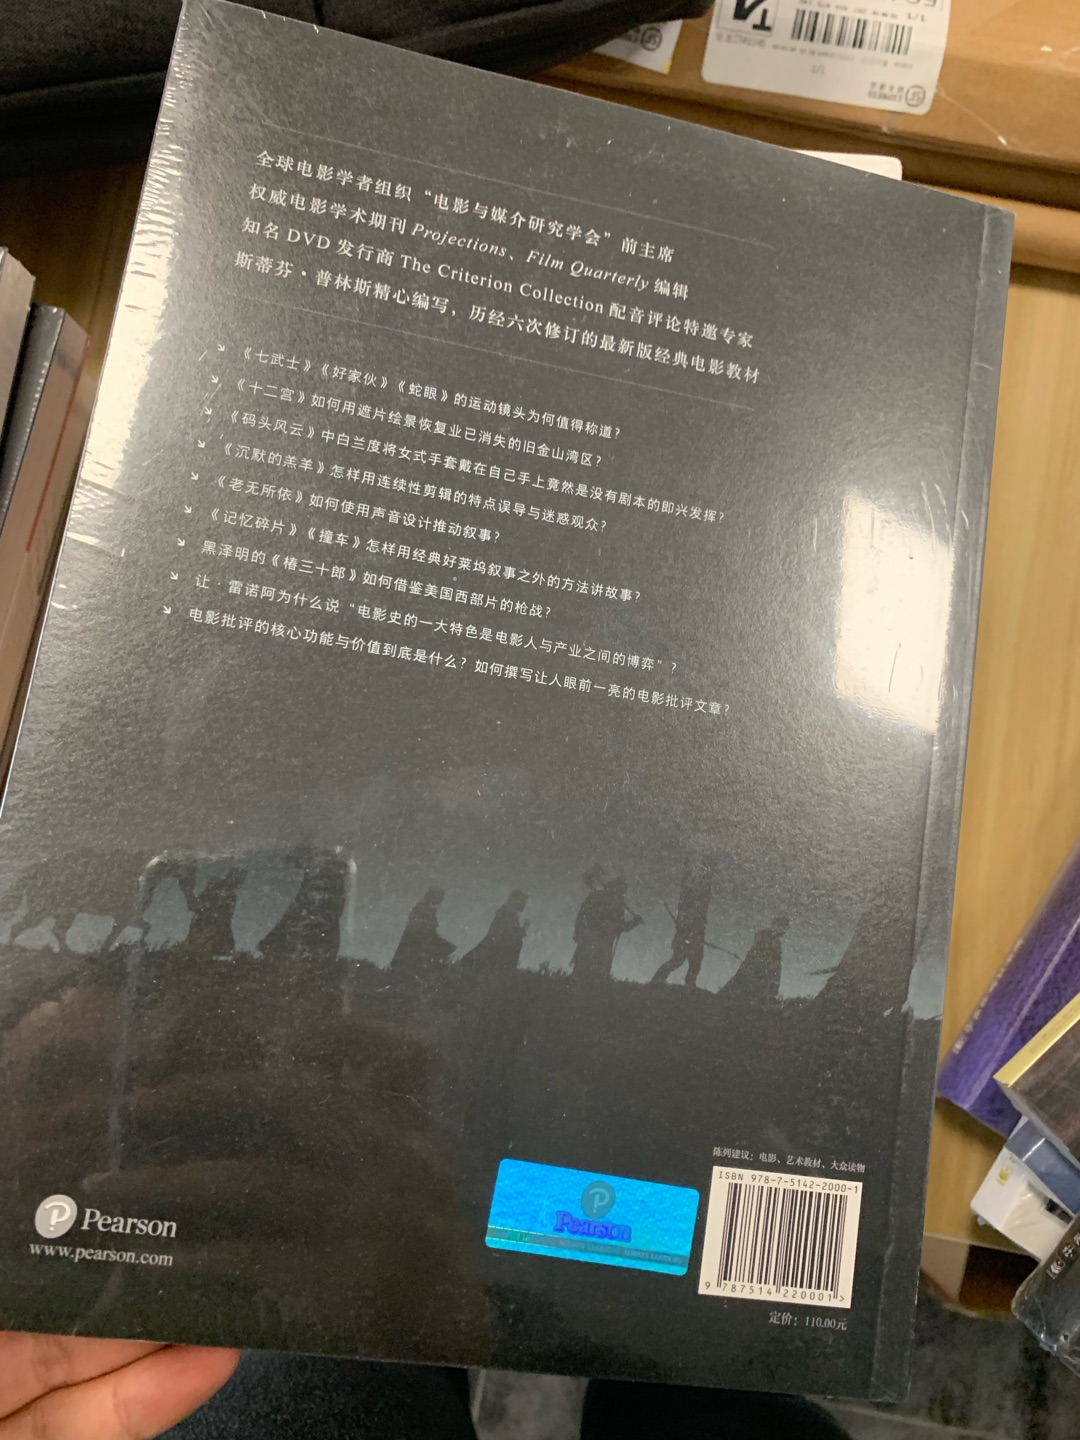 全球电影学者组织“电影与媒介研究学会”前主席
权威电影学术期刊 Projections、Film Quarterly 编辑
知名 DVD 发行商 The Criterion Collection 配音评论特邀专家
斯蒂芬·普林斯精心编写，历经六次修订的最新版经典电影教材
《七武士》《好家伙》《蛇眼》的运动镜头为何值得称道？
《十二宫》如何用遮片绘景恢复业已消失的旧金山湾区？
《码头风云》中白兰度将女式手套戴在自己手上竟然是没有剧本的即兴发挥？
《沉默的羔羊》怎样用连续性剪辑的特点误导与迷惑观众？
《老无所依》如何使用声音设计推动叙事？
《记忆碎片》《撞车》怎样用经典好莱坞叙事之外的方法讲故事？
黑泽明的《椿三十郎》如何借鉴美国西部片的枪战？
让·雷诺阿为什么说“电影史的一大特色是电影人与产业之间的博弈”？
电影批评的核心功能与价值到底是什么？如何撰写让人眼前一亮的电影批评文章？
Pearson
www.pearson.com
Pearson
陈列建议：电影、艺术教材、大众读物
ISBN 978-7-5142-2000-1
9 787514 220001 >
定价：110.00元